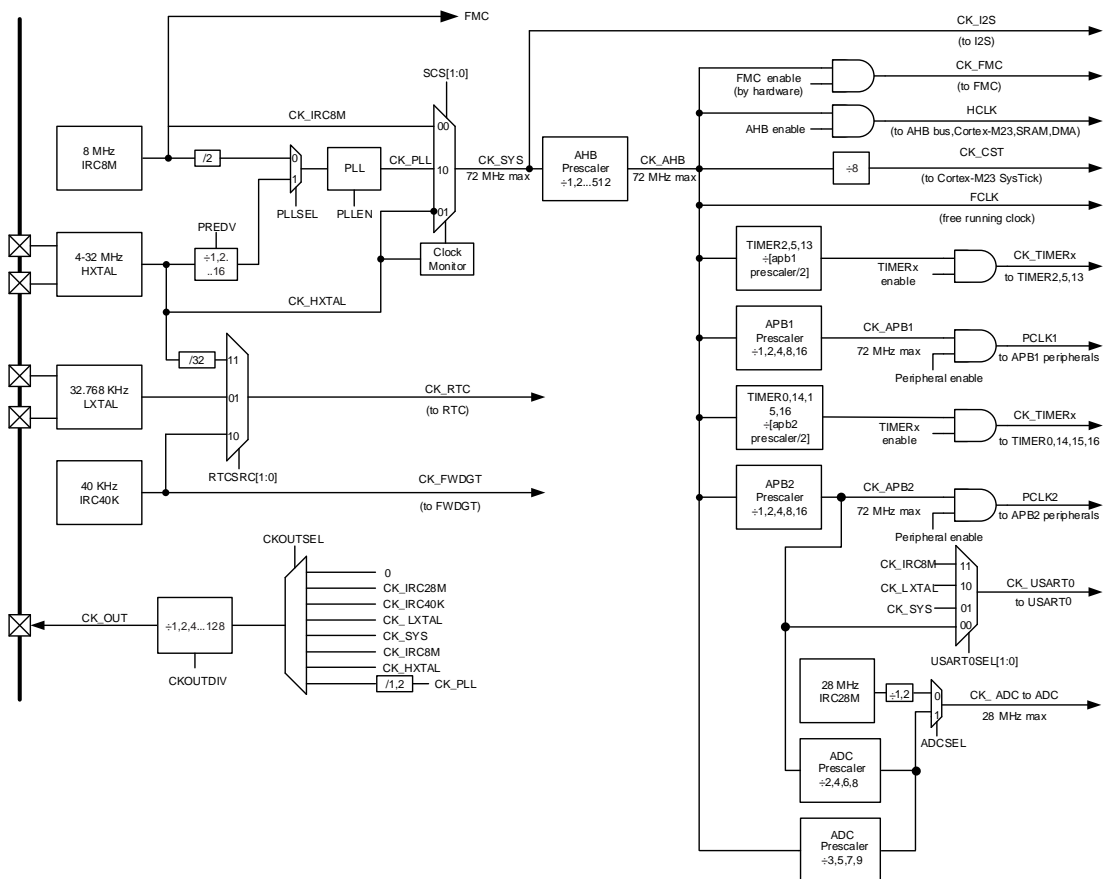 FMC
CK_I2S
(to I2S)
SCS[1:0]
FMC enable
(by hardware)
CK_FMC
(to FMC)
CK_IRC8M
00
AHB enable
HCLK
(to AHB bus,Cortex-M23,SRAM,DMA)
8 MHz
IRC8M
/2
0
1
PLL
CK_PLL
10
CK_SYS
72 MHz max
AHB
Prescaler
÷1,2...512
CK_AHB
72 MHz max
÷8
CK_CST
(to Cortex-M23 SysTick)
PLLSEL
PLLEN
01
FCLK
(free running clock)
PREDV
4-32 MHz
HXTAL
÷1,2.
..16
Clock
Monitor
TIMER2,5,13
÷[apb1
prescaler/2]
TIMERx
enable
CK_TIMERx
to TIMER2,5,13
CK_HXTAL
/32
11
APB1
Prescaler
÷1,2,4,8,16
CK_APB1
72 MHz max
Peripheral enable
PCLK1
to APB1 peripherals
32.768 KHz
LXTAL
01
CK_RTC
(to RTC)
10
TIMER0,14,1
5,16
÷[apb2
prescaler/2]
TIMERx
enable
CK_TIMERx
to TIMER0,14,15,16
40 KHz
IRC40K
RTCSRC[1:0]
CK_FWDGT
(to FWDGT)
APB2
Prescaler
÷1,2,4,8,16
CK_APB2
72 MHz max
Peripheral enable
PCLK2
to APB2 peripherals
CKOUTSEL
0
CK_IRC28M
CK_IRC40K
CK_LXTAL
CK_SYS
CK_IRC8M
CK_HXTAL
/1,2
CK_PLL
CK_OUT
÷1,2,4...128
CKOUTDIV
CK_IRC8M
11
CK_LXTAL
10
CK_SYS
01
00
CK_USART0
to USART0
USART0SEL[1:0]
28 MHz
IRC28M
÷1,2
0
1
CK_ ADC to ADC
28 MHz max
ADCSEL
ADC
Prescaler
÷2,4,6,8
ADC
Prescaler
÷3,5,7,9